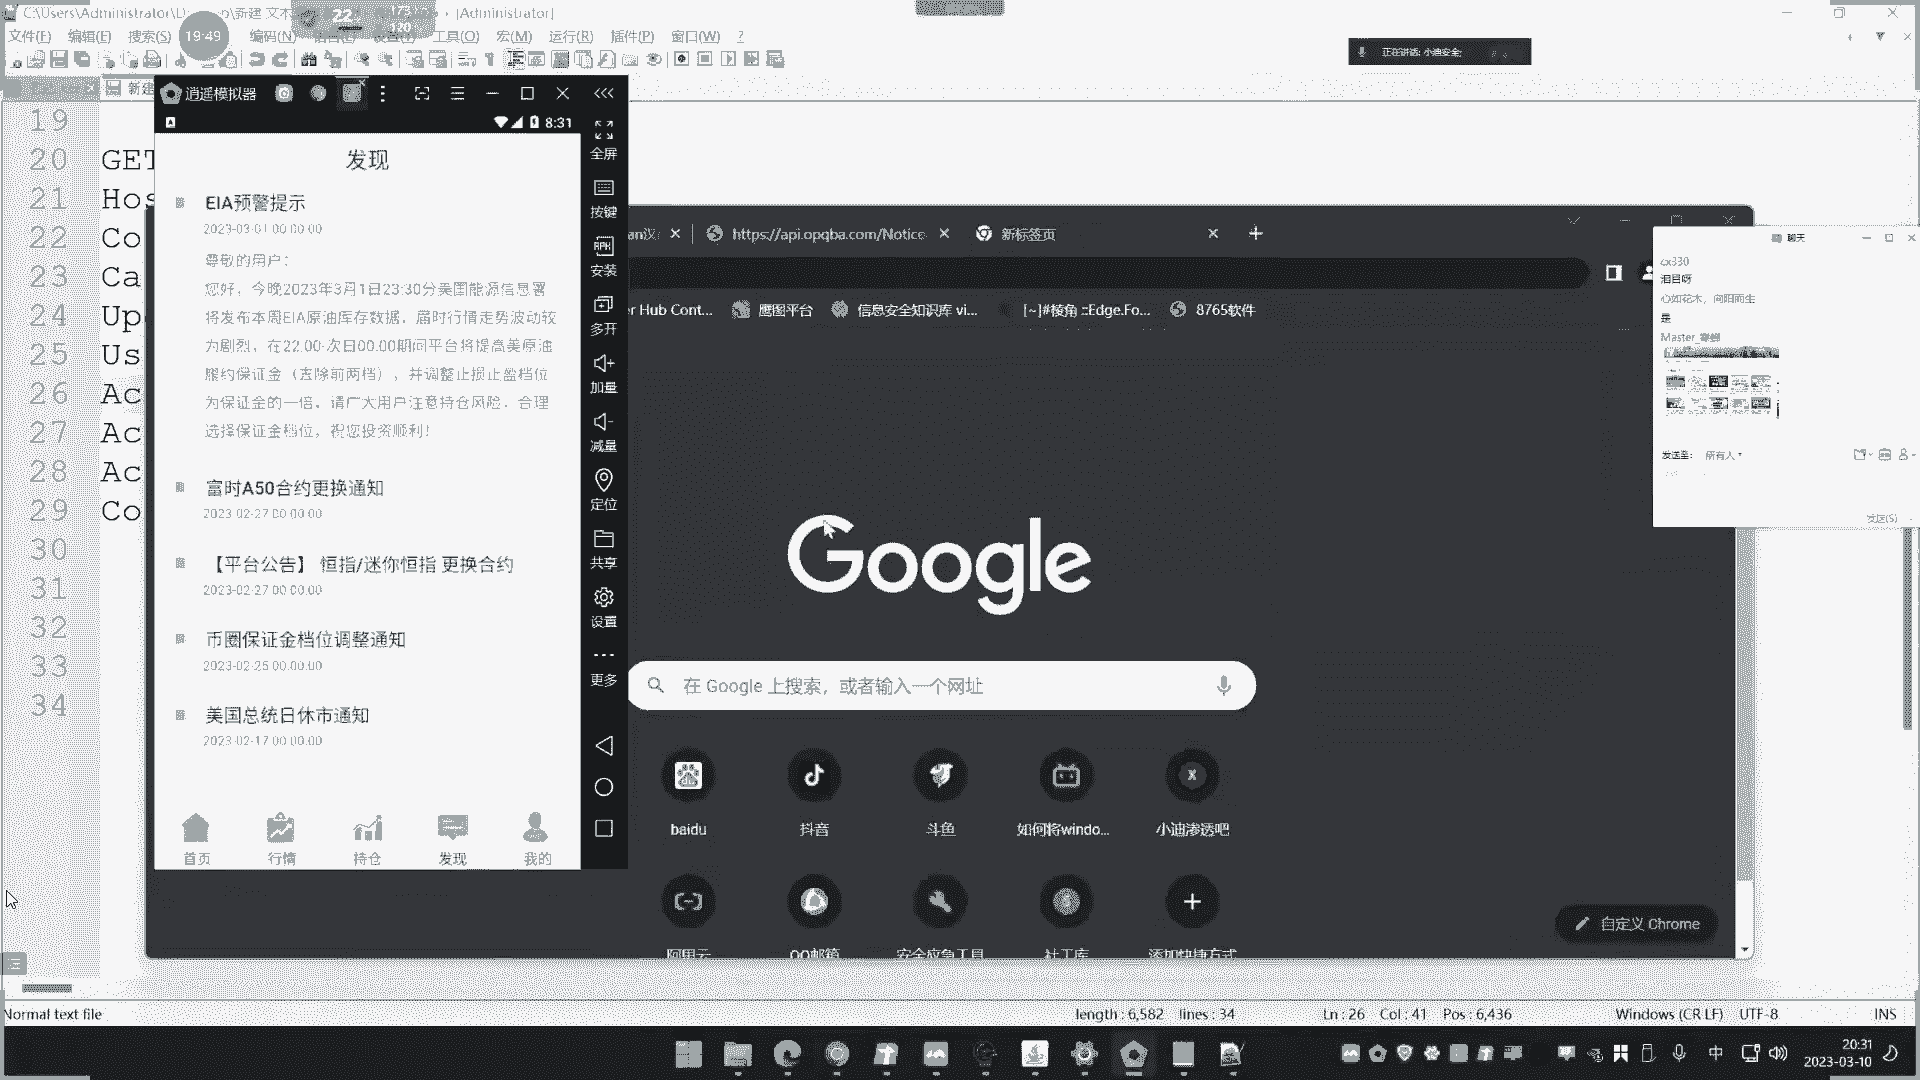 [Administrator]
19:49
文件(F) 编辑(E) 搜索(S) 编码(N) 工具(O) 宏(M) 运行(R) 插件(P) 窗口(W) ?
正在讲话: 小迪安全;
19
20 GET
21 Hos
22 Co
23 Ca
24 Up
25 Us
26 Ac
27 Ac
28 Ac
29 Co
30
31
32
33
34
逍遥模拟器
8:31
发现
EIA预警提示
2023-03-01 00:00:00
尊敬的用户：
您好，今晚2023年3月1日23:30分美国能源信息署
将发布本周EIA原油库存数据，届时行情走势波动较
为剧烈，在22:00-次日00:00期间平台将提高美原油
履约保证金（去除前两档），并调整止损止盈档位
为保证金的一倍。请广大用户注意持仓风险，合理
选择保证金档位，祝您投资顺利！
富时A50合约更换通知
2023-02-27 00:00:00
【平台公告】 恒指/迷你恒指 更换合约
2023-02-27 00:00:00
币圈保证金档位调整通知
2023-02-25 00:00:00
美国总统日休市通知
2023-02-17 00:00:00
首页 行情 持仓 发现 我的
全屏
按键
安装
多开
加量
减量
定位
共享
设置
更多
https://api.opqba.com/Notice
新标签页
r Hub Cont...
鹰图平台
信息安全知识库 vi...
[~]#棱角 ::Edge.Fo...
8765软件
Google
在 Google 上搜索，或者输入一个网址
baidu
抖音
斗鱼
如何将windo...
小迪渗透吧
阿里云
QQ邮箱
安全应急工具
社工库
添加快捷方式
自定义 Chrome
聊天
zx330
泪目呀
心如花木，向阳而生
是
发送至: 所有人
发送(S)
Normal text file
length : 6,582 lines : 34
Ln : 26 Col : 41 Pos : 6,436
Windows (CR LF)
UTF-8
INS
中
20:31
2023-03-10